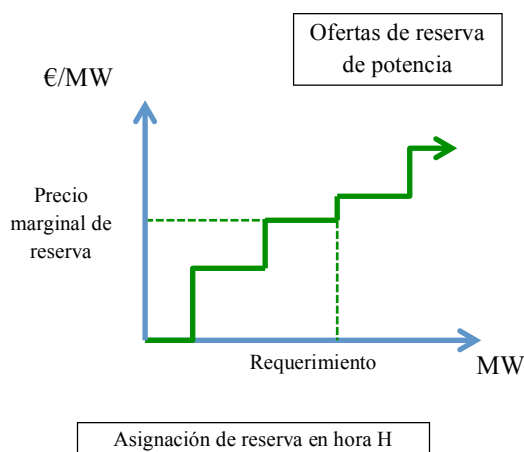 Ofertas de reserva
de potencia
€/MW
Precio
marginal de
reserva
Requerimiento
MW
Asignación de reserva en hora H